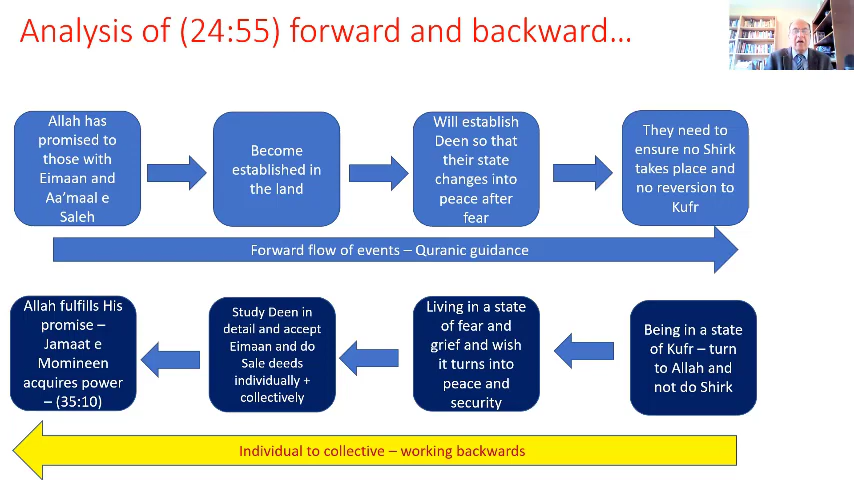 Analysis of (24:55) forward and backward...
Allah has
promised to
those with
Eimaan and
Aa'maal e
Saleh
Become
established in
the land
Will establish
Deen so that
their state
changes into
peace after
fear
They need to
ensure no Shirk
takes place and
no reversion to
Kufr
Forward flow of events – Quranic guidance
Allah fulfills His
promise –
Jamaat e
Momineen
acquires power
– (35:10)
Study Deen in
detail and accept
Eimaan and do
Sale deeds
individually +
collectively
Living in a state
of fear and
grief and wish
it turns into
peace and
security
Being in a state
of Kufr – turn
to Allah and
not do Shirk
Individual to collective – working backwards